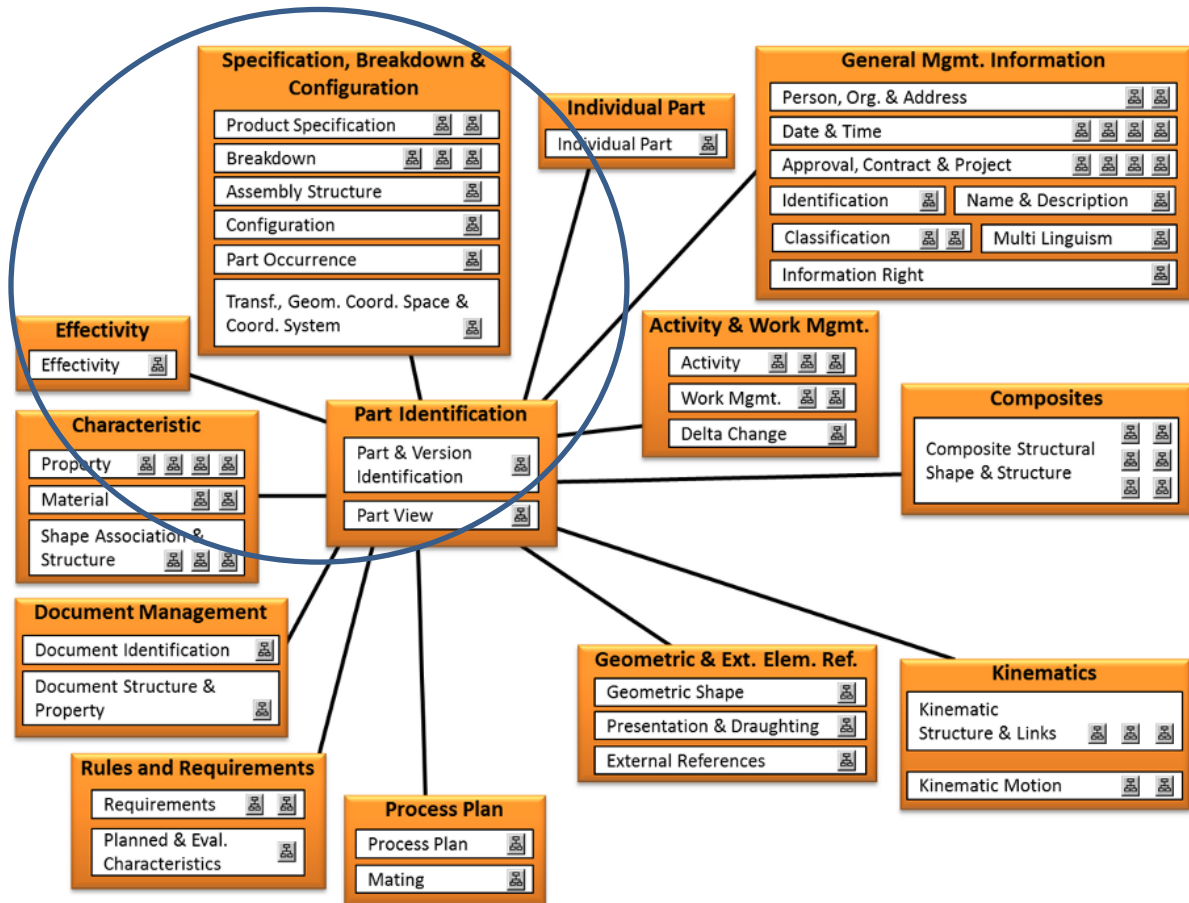 Specification, Breakdown &
Configuration
Product Specification
Breakdown
Assembly Structure
Configuration
Part Occurrence
Transf., Geom. Coord. Space &
Coord. System
Individual Part
Individual Part
General Mgmt. Information
Person, Org. & Address
Date & Time
Approval, Contract & Project
Identification
Name & Description
Classification
Multi Linguism
Information Right
Effectivity
Effectivity
Activity & Work Mgmt.
Activity
Work Mgmt.
Delta Change
Characteristic
Property
Material
Shape Association &
Structure
Part Identification
Part & Version
Identification
Part View
Composites
Composite Structural
Shape & Structure
Document Management
Document Identification
Document Structure &
Property
Geometric & Ext. Elem. Ref.
Geometric Shape
Presentation & Draughting
External References
Kinematics
Kinematic
Structure & Links
Kinematic Motion
Rules and Requirements
Requirements
Planned & Eval.
Characteristics
Process Plan
Process Plan
Mating